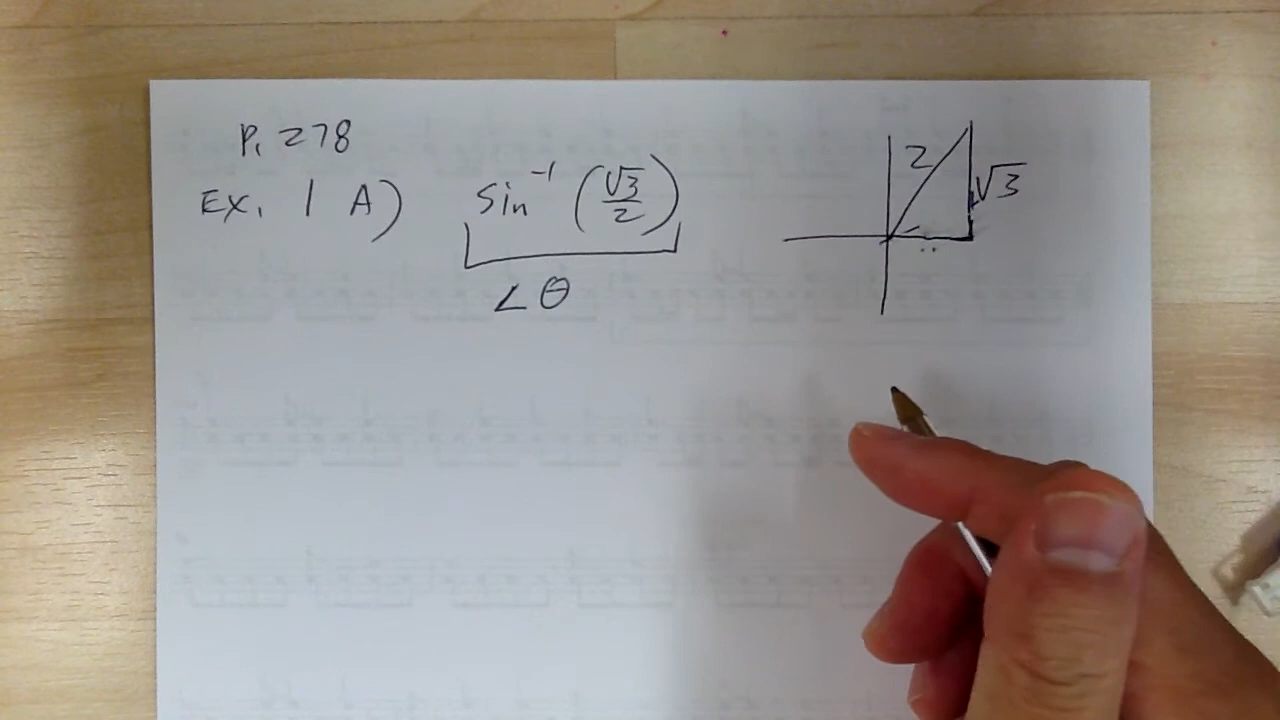 P. 278
Ex. 1 A) sin⁻¹ (√3/2)
∠θ
2
√3